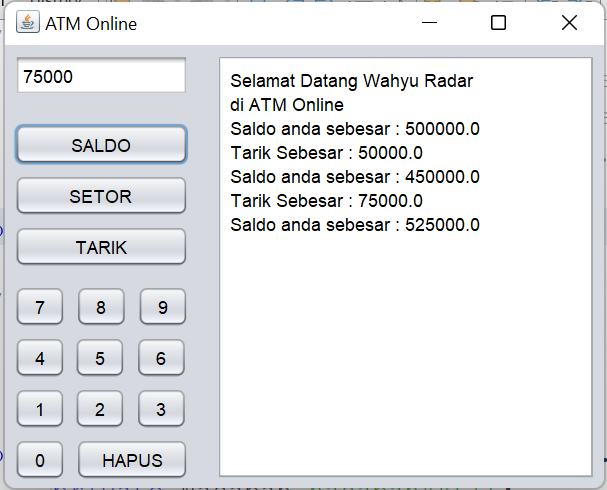 ATM Online
75000
SALDO
SETOR
TARIK
7 8 9
4 5 6
1 2 3
0 HAPUS
Selamat Datang Wahyu Radar
di ATM Online
Saldo anda sebesar : 500000.0
Tarik Sebesar : 50000.0
Saldo anda sebesar : 450000.0
Tarik Sebesar : 75000.0
Saldo anda sebesar : 525000.0